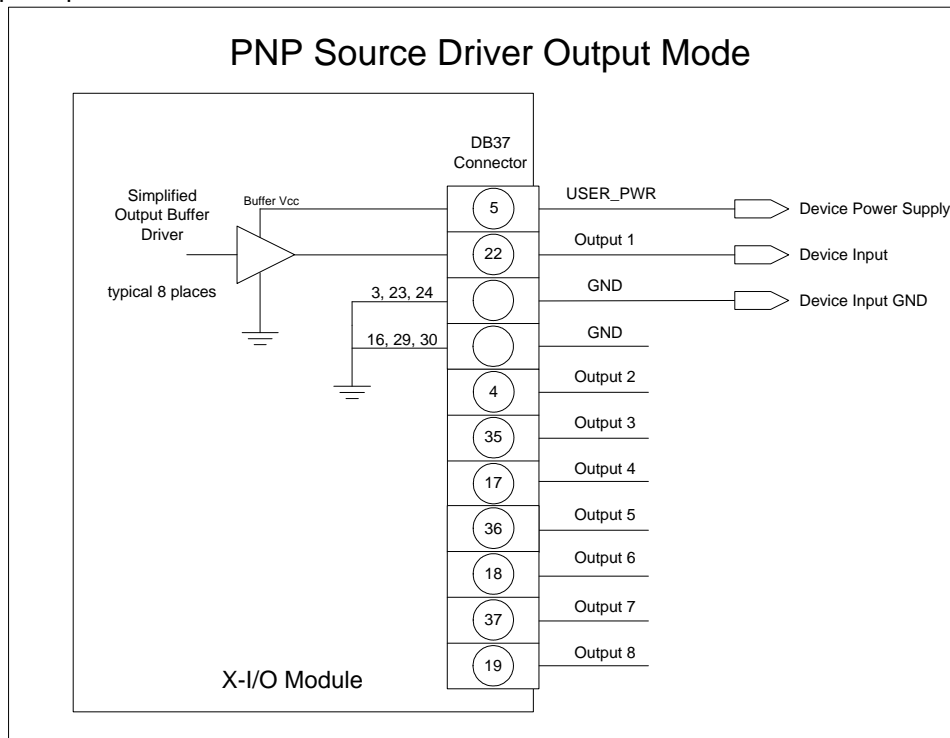 PNP Source Driver Output Mode
DB37
Connector
Simplified
Output Buffer
Driver
typical 8 places
Buffer Vcc
5
USER_PWR
Device Power Supply
22
Output 1
Device Input
3, 23, 24
GND
Device Input GND
16, 29, 30
GND
4
Output 2
35
Output 3
17
Output 4
36
Output 5
18
Output 6
37
Output 7
19
Output 8
X-I/O Module